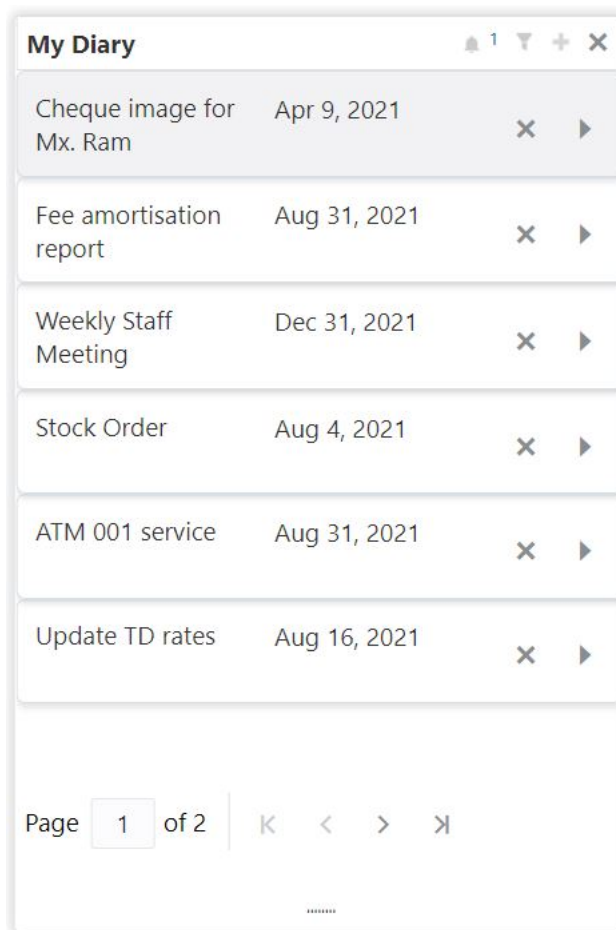 My Diary 1
Cheque image for Apr 9, 2021
Mx. Ram
Fee amortisation Aug 31, 2021
report
Weekly Staff Dec 31, 2021
Meeting
Stock Order Aug 4, 2021
ATM 001 service Aug 31, 2021
Update TD rates Aug 16, 2021
Page 1 of 2